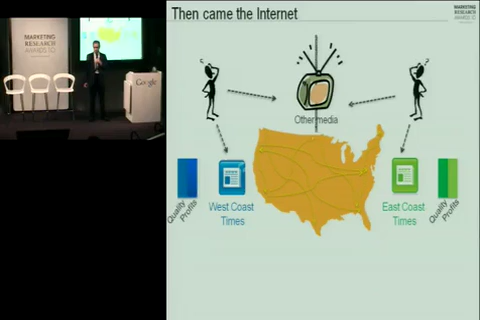 Then came the Internet
MARKETING
RESEARCH
AWARDS
MARKETING
RESEARCH
AWARDS
Google
Other media
Quality
Profits
West Coast
Times
East Coast
Times
Quality
Profits